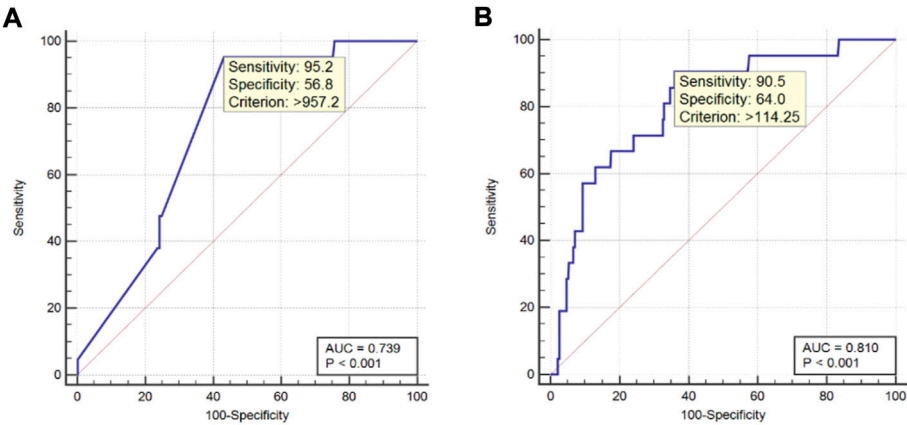 A
100
80
60
40
20
0
Sensitivity
Sensitivity: 95.2
Specificity: 56.8
Criterion: >957.2
AUC = 0.739
P < 0.001
0 20 40 60 80 100
100-Specificity
B
100
80
60
40
20
0
Sensitivity
Sensitivity: 90.5
Specificity: 64.0
Criterion: >114.25
AUC = 0.810
P < 0.001
0 20 40 60 80 100
100-Specificity